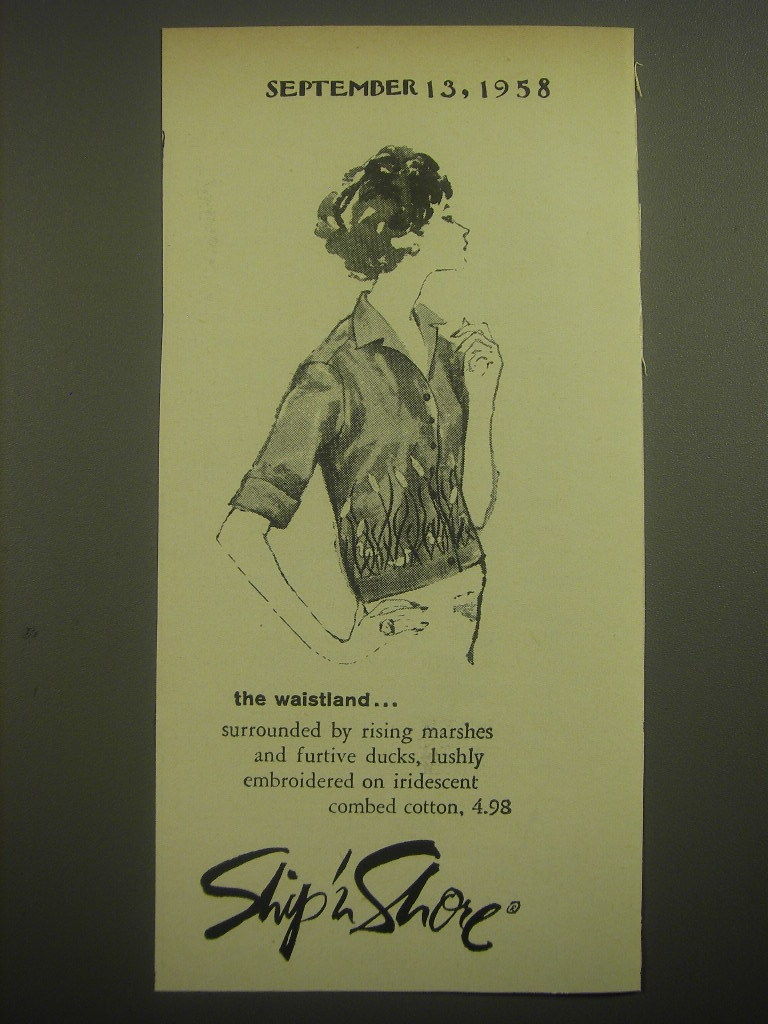 SEPTEMBER 13, 1958
the waistland...
surrounded by rising marshes
and furtive ducks, lushly
embroidered on iridescent
combed cotton, 4.98
Ship'n Shore®